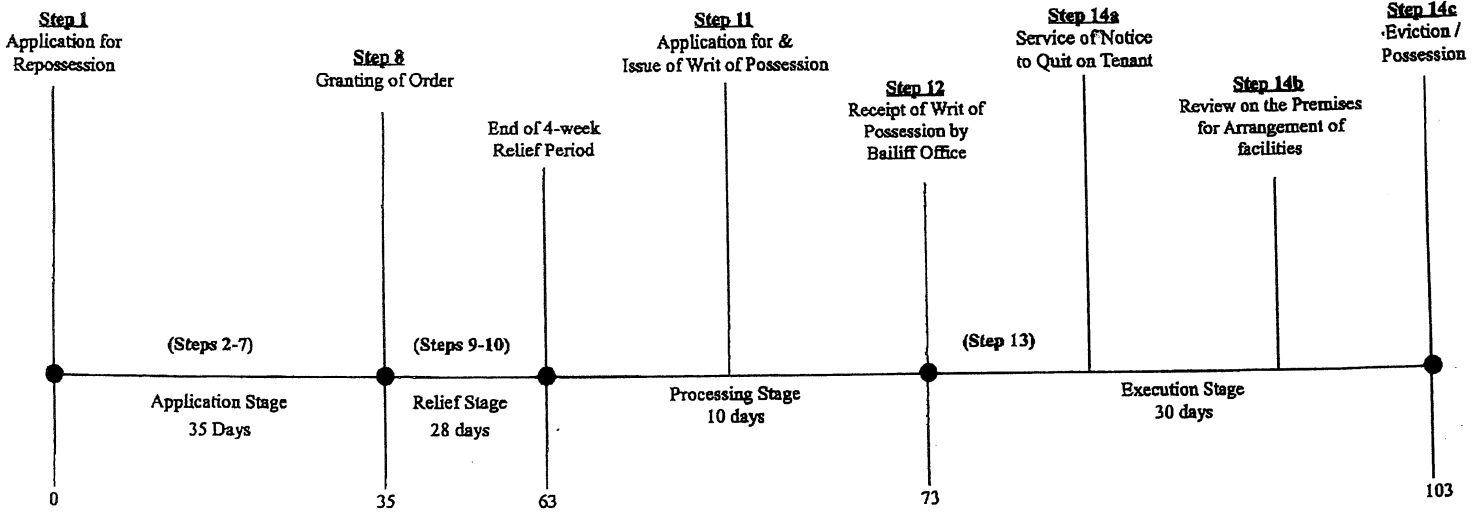 Step 1
Application for
Repossession
Step 8
Granting of Order
End of 4-week
Relief Period
Step 11
Application for &
Issue of Writ of Possession
Step 12
Receipt of Writ of
Possession by
Bailiff Office
Step 14a
Service of Notice
to Quit on Tenant
Step 14b
Review on the Premises
for Arrangement of
facilities
Step 14c
Eviction /
Possession
(Steps 2-7)
(Steps 9-10)
(Step 13)
Application Stage
35 Days
Relief Stage
28 days
Processing Stage
10 days
Execution Stage
30 days
0
35
63
73
103